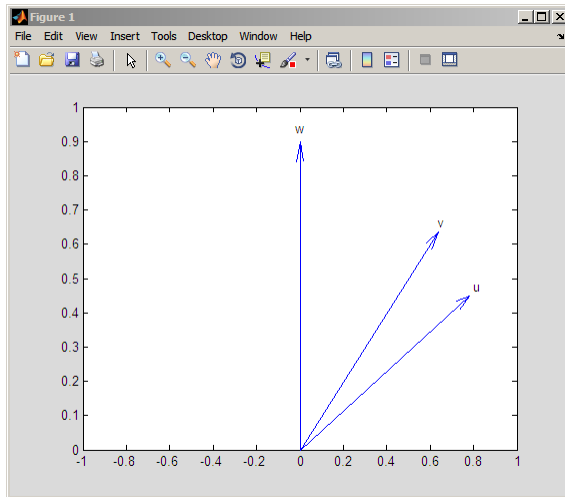 Figure 1
File Edit View Insert Tools Desktop Window Help
1
w
0.9
0.8
0.7
v
0.6
0.5
u
0.4
0.3
0.2
0.1
0
-1 -0.8 -0.6 -0.4 -0.2 0 0.2 0.4 0.6 0.8 1